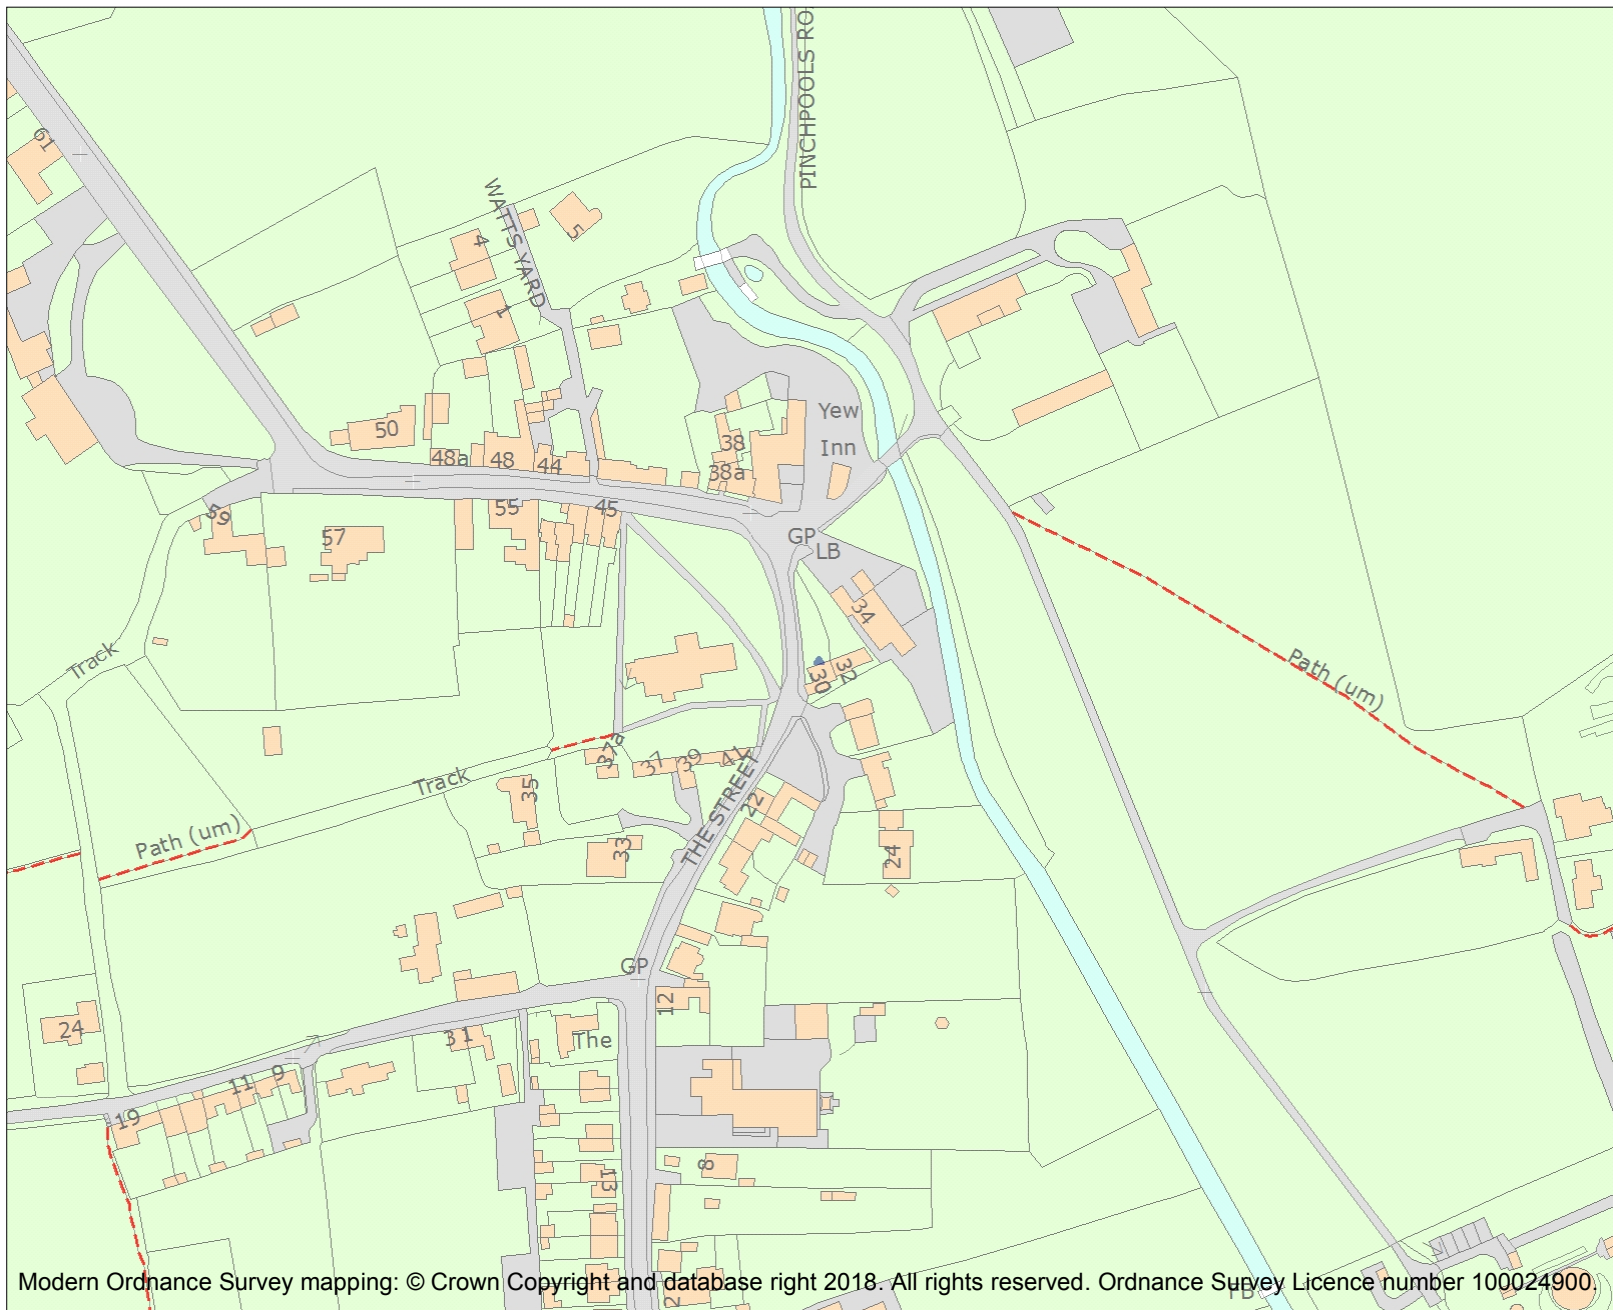 PINCHPOOLS RO
61
WATTS YARD
4
5
1
Yew
Inn
50
38
48a
48
44
38a
59
57
55
45
GP
LB
34
Track
30
32
Path (um)
37a
37
39
41
Track
35
THE STREET
22
Path (um)
33
24
GP
12
24
31
The
11
9
19
8
13
2
FB
Modern Ordnance Survey mapping: © Crown Copyright and database right 2018. All rights reserved. Ordnance Survey Licence number 100024900.